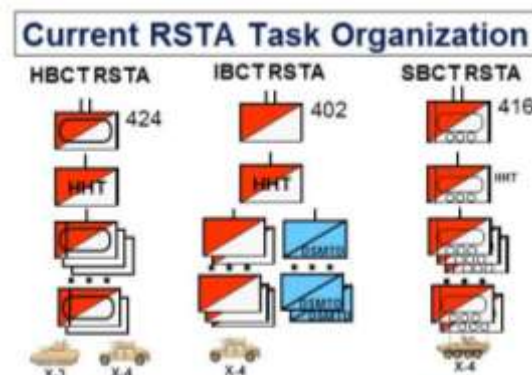 Current RSTA Task Organization
HBCT RSTA
IBCT RSTA
SBCT RSTA
424
402
416
HHT
HHT
HHT
DSMTD
DSMTD
DSMTD
X-3
X-4
X-4
X-4